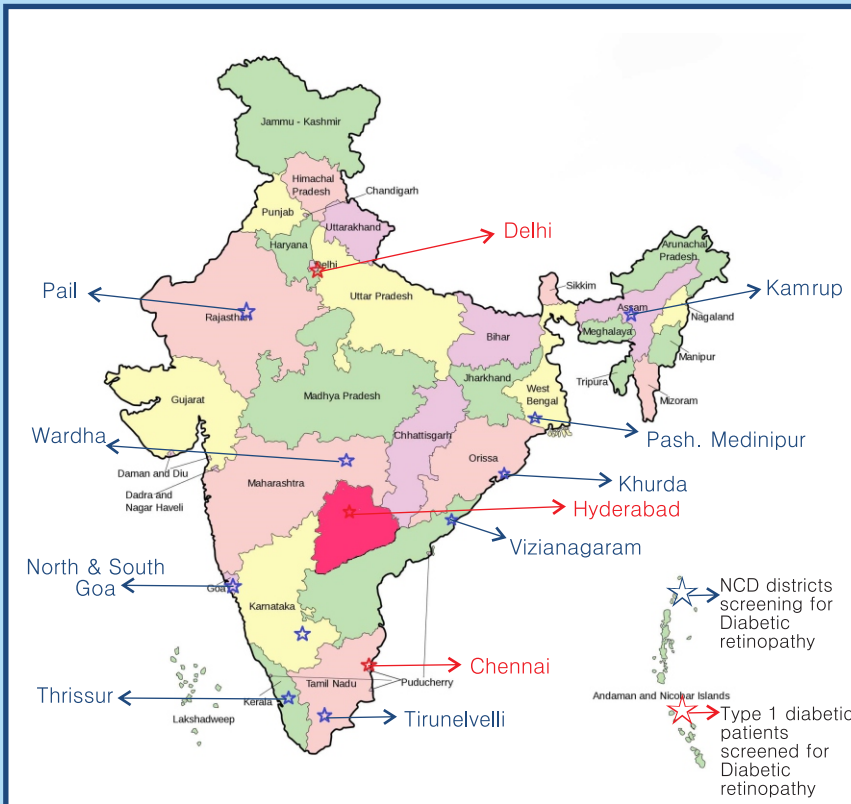 Jammu - Kashmir
Himachal
Pradesh
Chandigarh
Punjab
Uttarakhand
Haryana
Delhi
Delhi
Arunachal
Pradesh
Sikkim
Pail
Rajasthan
Uttar Pradesh
Assam
Kamrup
Nagaland
Bihar
Meghalaya
Manipur
Jharkhand
Tripura
Mizoram
Gujarat
Madhya Pradesh
West
Bengal
Wardha
Chhattisgarh
Pash. Medinipur
Orissa
Daman and Diu
Maharashtra
Khurda
Dadra and
Nagar Haveli
Hyderabad
Vizianagaram
North & South
Goa
Goa
Karnataka
NCD districts
screening for
Diabetic
retinopathy
Chennai
Tamil Nadu
Puducherry
Thrissur
Kerala
Lakshadweep
Tirunelvelli
Andaman and Nicobar Islands
Type 1 diabetic
patients
screened for
Diabetic
retinopathy